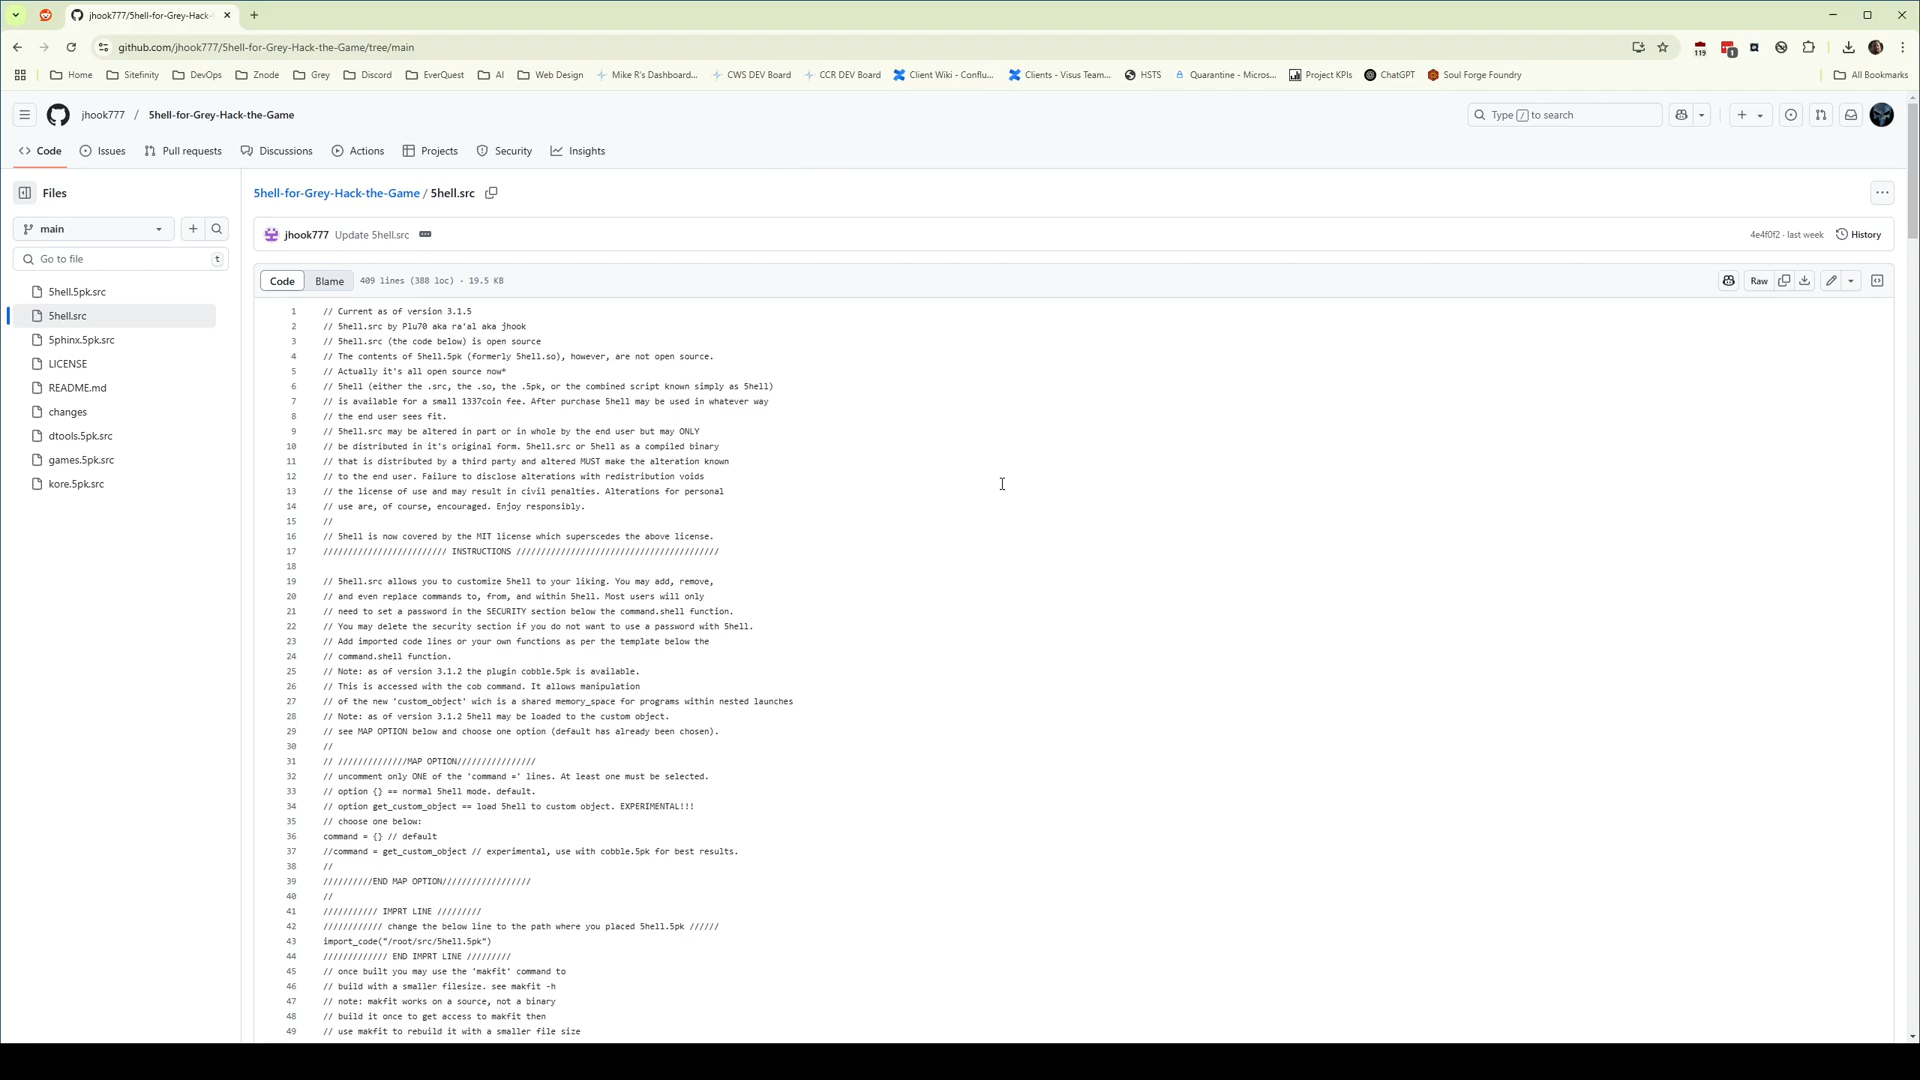 jhook777/5hell-for-Grey-Hack-t
github.com/jhook777/5hell-for-Grey-Hack-the-Game/tree/main
119
1
Home
Sitefinity
DevOps
Znode
Grey
Discord
EverQuest
AI
Web Design
Mike R's Dashboard...
CWS DEV Board
CCR DEV Board
Client Wiki - Conflu...
Clients - Visus Team...
HSTS
Quarantine - Micros...
Project KPIs
ChatGPT
Soul Forge Foundry
All Bookmarks
jhook777 / 5hell-for-Grey-Hack-the-Game
Type / to search
Code
Issues
Pull requests
Discussions
Actions
Projects
Security
Insights
Files
main
Go to file
t
5hell.5pk.src
5hell.src
5phinx.5pk.src
LICENSE
README.md
changes
dtools.5pk.src
games.5pk.src
kore.5pk.src
5hell-for-Grey-Hack-the-Game / 5hell.src
jhook777 Update 5hell.src
4e4f0f2 · last week
History
Code
Blame
409 lines (388 loc) · 19.5 KB
Raw
1 // Current as of version 3.1.5
2 // 5hell.src by Plu70 aka ra'al aka jhook
3 // 5hell.src (the code below) is open source
4 // The contents of 5hell.5pk (formerly 5hell.so), however, are not open source.
5 // Actually it's all open source now*
6 // 5hell (either the .src, the .so, the .5pk, or the combined script known simply as 5hell)
7 // is available for a small 1337coin fee. After purchase 5hell may be used in whatever way
8 // the end user sees fit.
9 // 5hell.src may be altered in part or in whole by the end user but may ONLY
10 // be distributed in it's original form. 5hell.src or 5hell as a compiled binary
11 // that is distributed by a third party and altered MUST make the alteration known
12 // to the end user. Failure to disclose alterations with redistribution voids
13 // the license of use and may result in civil penalties. Alterations for personal
14 // use are, of course, encouraged. Enjoy responsibly.
15 //
16 // 5hell is now covered by the MIT license which superscedes the above license.
17 ///////////////////////// INSTRUCTIONS /////////////////////////////////////////
18
19 // 5hell.src allows you to customize 5hell to your liking. You may add, remove,
20 // and even replace commands to, from, and within 5hell. Most users will only
21 // need to set a password in the SECURITY section below the command.shell function.
22 // You may delete the security section if you do not want to use a password with 5hell.
23 // Add imported code lines or your own functions as per the template below the
24 // command.shell function.
25 // Note: as of version 3.1.2 the plugin cobble.5pk is available.
26 // This is accessed with the cob command. It allows manipulation
27 // of the new 'custom_object' wich is a shared memory_space for programs within nested launches
28 // Note: as of version 3.1.2 5hell may be loaded to the custom object.
29 // see MAP OPTION below and choose one option (default has already been chosen).
30 //
31 // //////////////MAP OPTION////////////////
32 // uncomment only ONE of the 'command =' lines. At least one must be selected.
33 // option {} == normal 5hell mode. default.
34 // option get_custom_object == load 5hell to custom object. EXPERIMENTAL!!!
35 // choose one below:
36 command = {} // default
37 //command = get_custom_object // experimental, use with cobble.5pk for best results.
38 //
39 //////////END MAP OPTION//////////////////
40 //
41 /////////// IMPRT LINE /////////
42 //////////// change the below line to the path where you placed 5hell.5pk //////
43 import_code("/root/src/5hell.5pk")
44 ///////////// END IMPRT LINE /////////
45 // once built you may use the 'makfit' command to
46 // build with a smaller filesize. see makfit -h
47 // note: makfit works on a source, not a binary
48 // build it once to get access to makfit then
49 // use makfit to rebuild it with a smaller file size